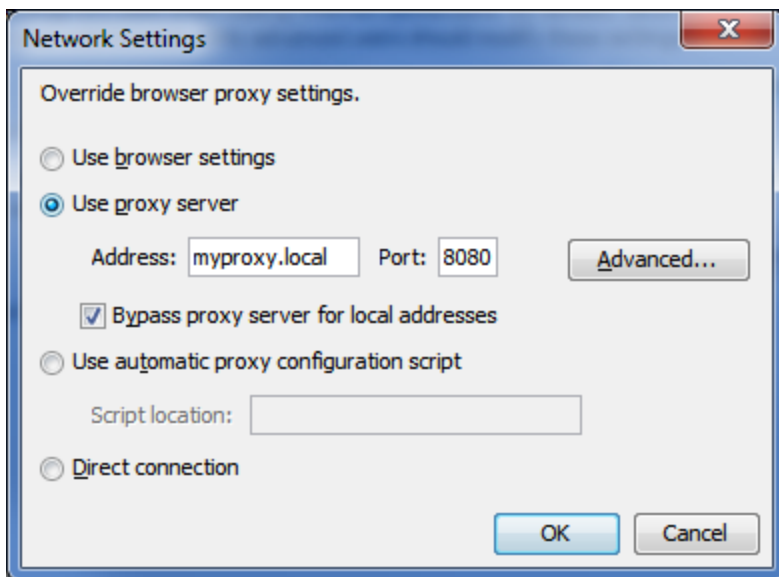 Network Settings
Override browser proxy settings.
Use browser settings
Use proxy server
Address: myproxy.local Port: 8080 Advanced...
Bypass proxy server for local addresses
Use automatic proxy configuration script
Script location:
Direct connection
OK Cancel